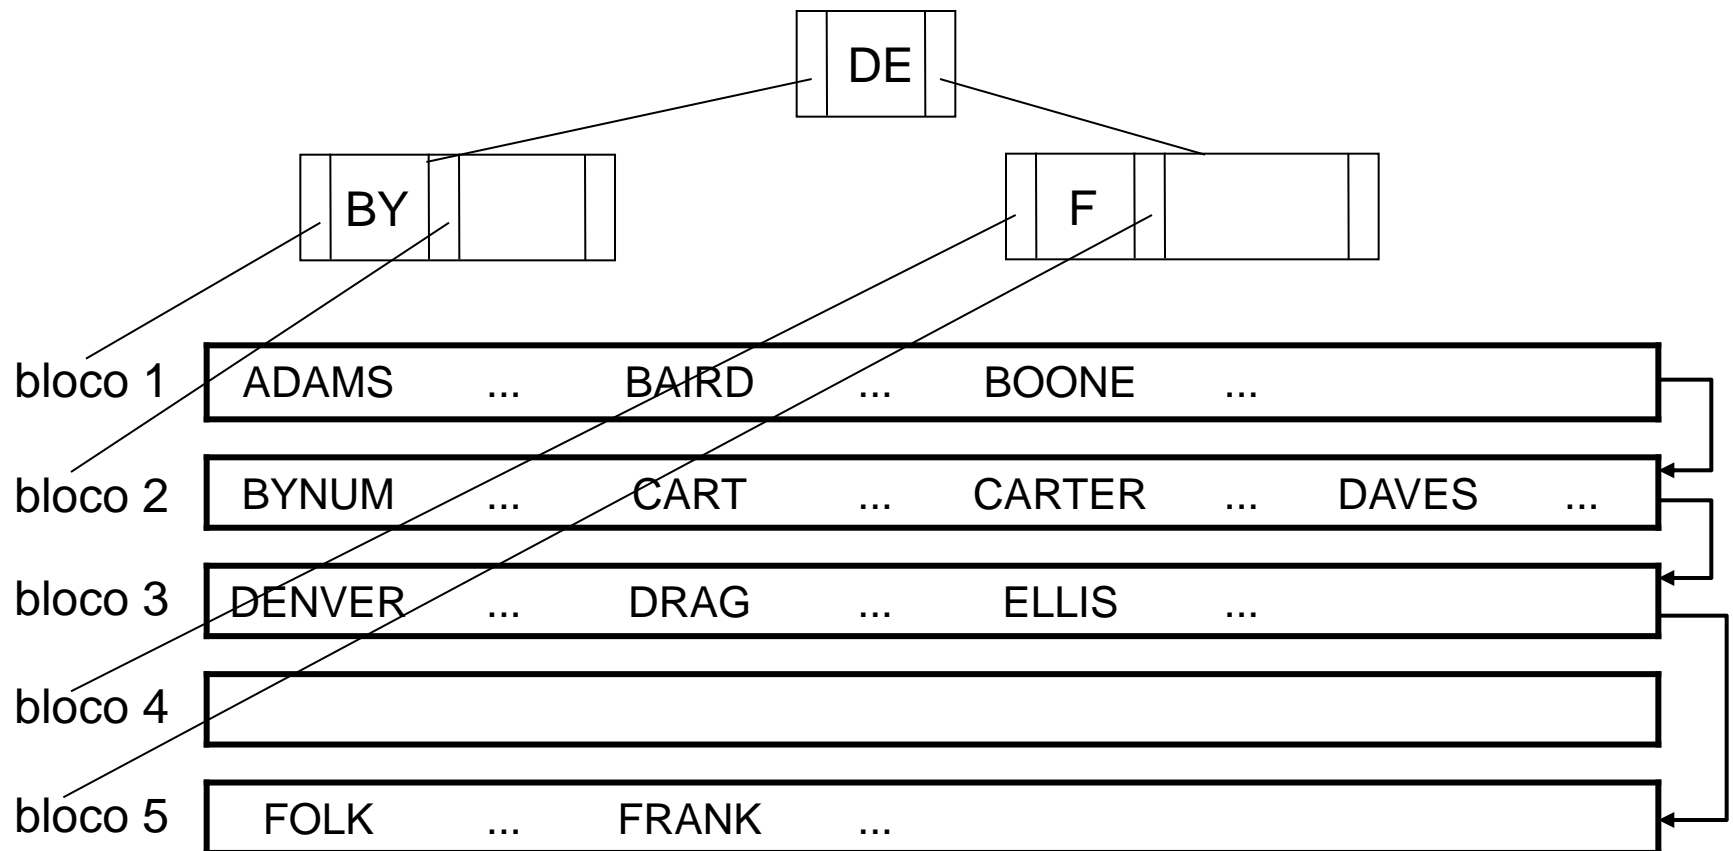 DE
BY
F
bloco 1 ADAMS ... BAIRD ... BOONE ...
bloco 2 BYNUM ... CART ... CARTER ... DAVES ...
bloco 3 DENVER ... DRAG ... ELLIS ...
bloco 4
bloco 5 FOLK ... FRANK ...